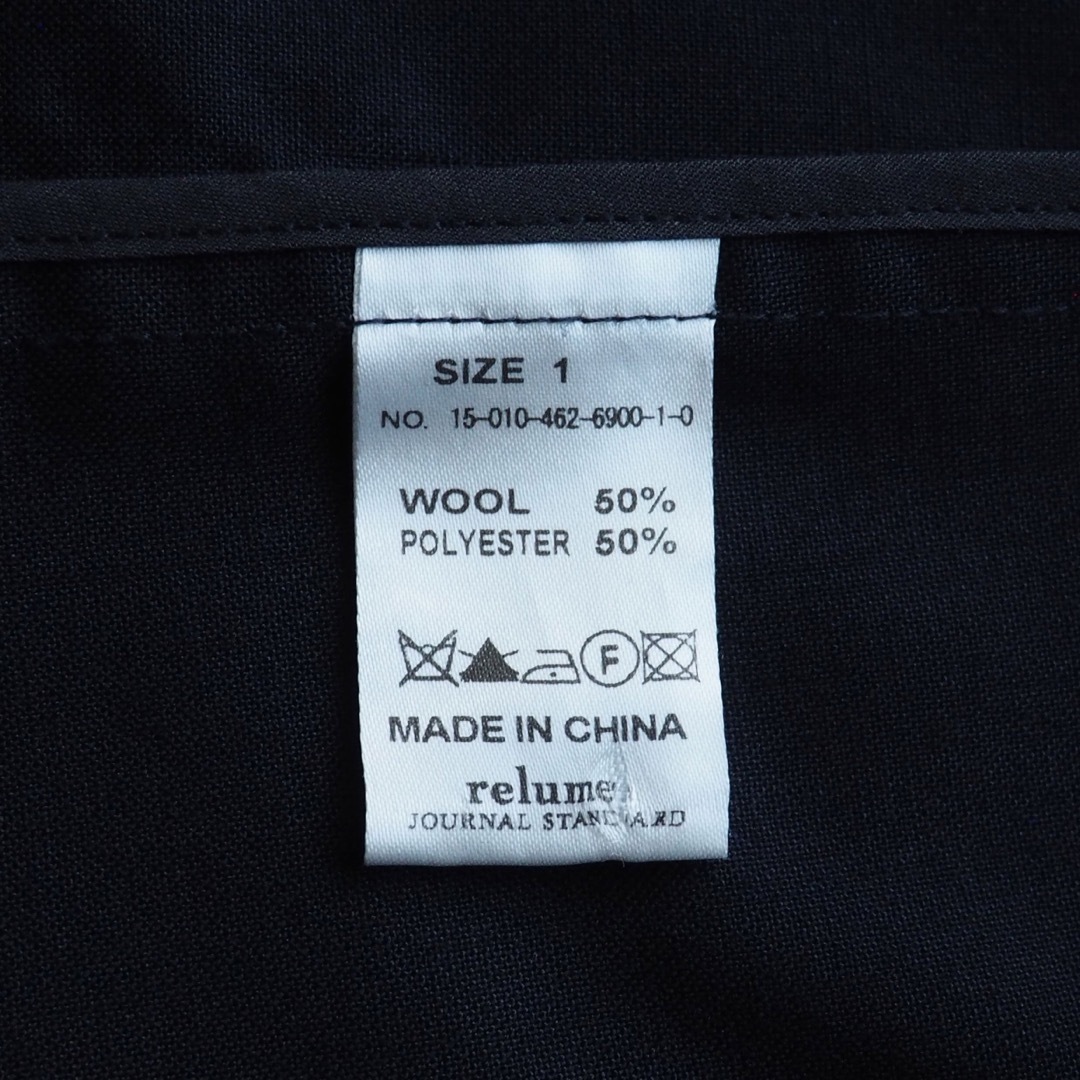 SIZE 1
NO. 15-010-462-6900-1-0
WOOL 50%
POLYESTER 50%
F
MADE IN CHINA
relume
JOURNAL STANDARD